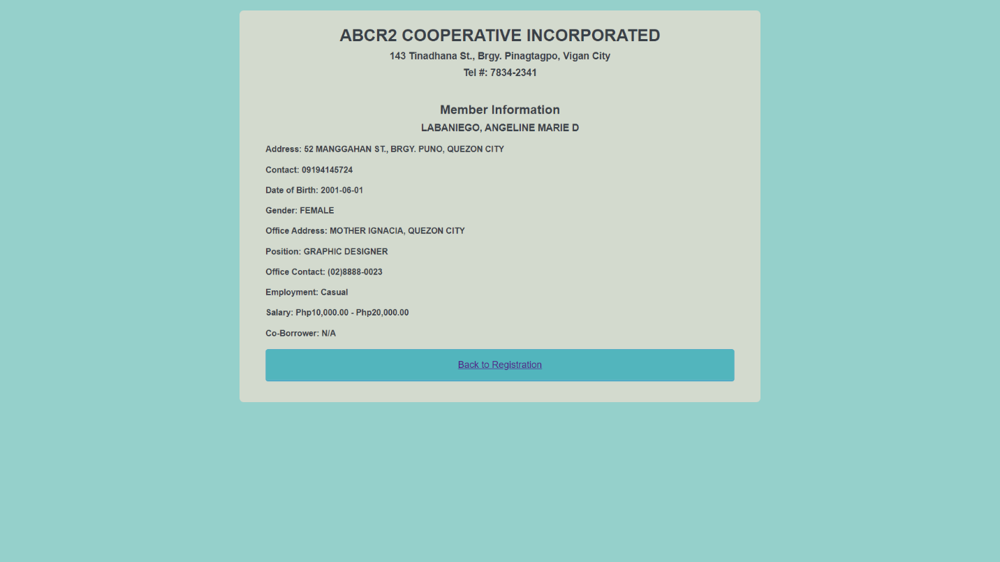 ABCR2 COOPERATIVE INCORPORATED
143 Tinadhana St., Brgy. Pinagtagpo, Vigan City
Tel #: 7834-2341
Member Information
LABANIEGO, ANGELINE MARIE D
Address: 52 MANGGAHAN ST., BRGY. PUNO, QUEZON CITY
Contact: 09194145724
Date of Birth: 2001-06-01
Gender: FEMALE
Office Address: MOTHER IGNACIA, QUEZON CITY
Position: GRAPHIC DESIGNER
Office Contact: (02)8888-0023
Employment: Casual
Salary: Php10,000.00 - Php20,000.00
Co-Borrower: N/A
Back to Registration